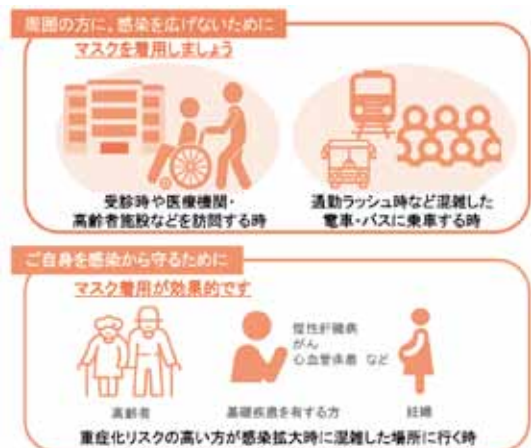 周囲の方に、感染を広げないために
マスクを着用しましょう
受診時や医療機関・
高齢者施設などを訪問する時
通勤ラッシュ時など混雑した
電車・バスに乗車する時
ご自身を感染から守るために
マスク着用が効果的です
慢性肝臓病
がん
心血管疾患 など
高齢者
基礎疾患を有する方
妊婦
重症化リスクの高い方が感染拡大時に混雑した場所に行く時